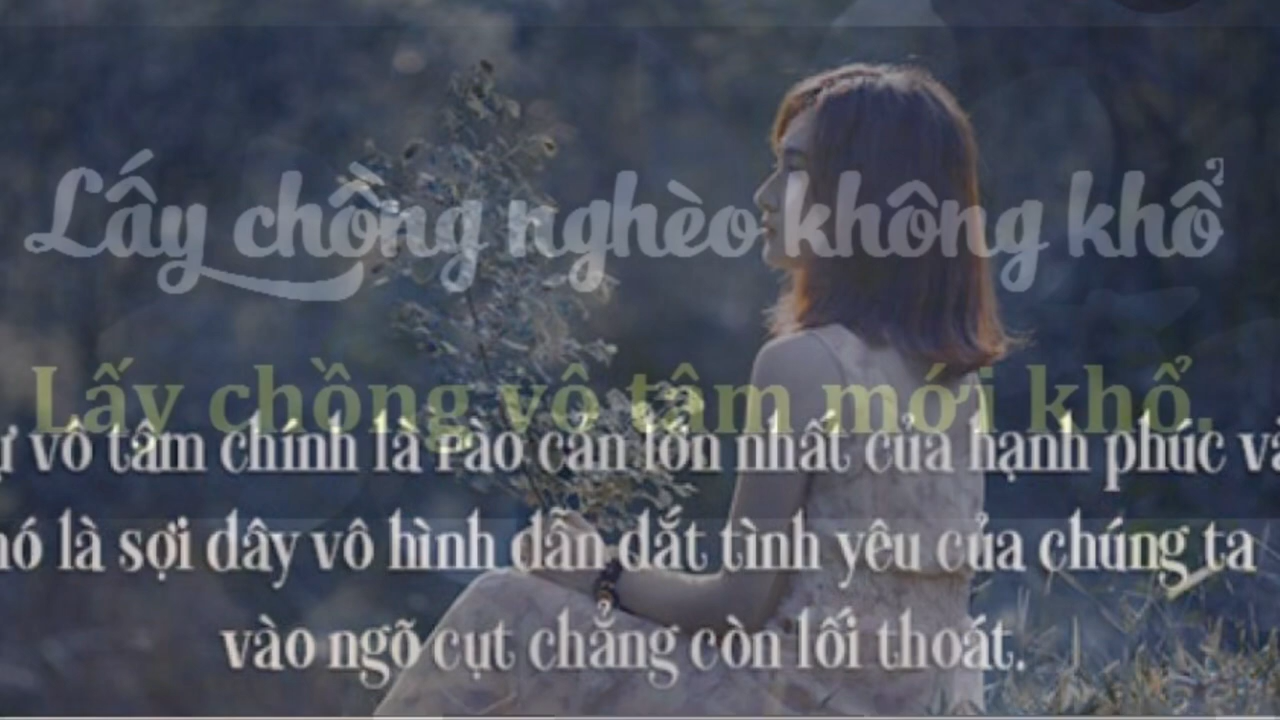 Lấy chồng nghèo không khổ
Lấy chồng vô tâm mới khổ.
vô tâm chính là rào cản lớn nhất của hạnh phúc
là sợi dây vô hình dẫn dắt tình yêu của chúng ta
vào ngõ cụt chẳng còn lối thoát.